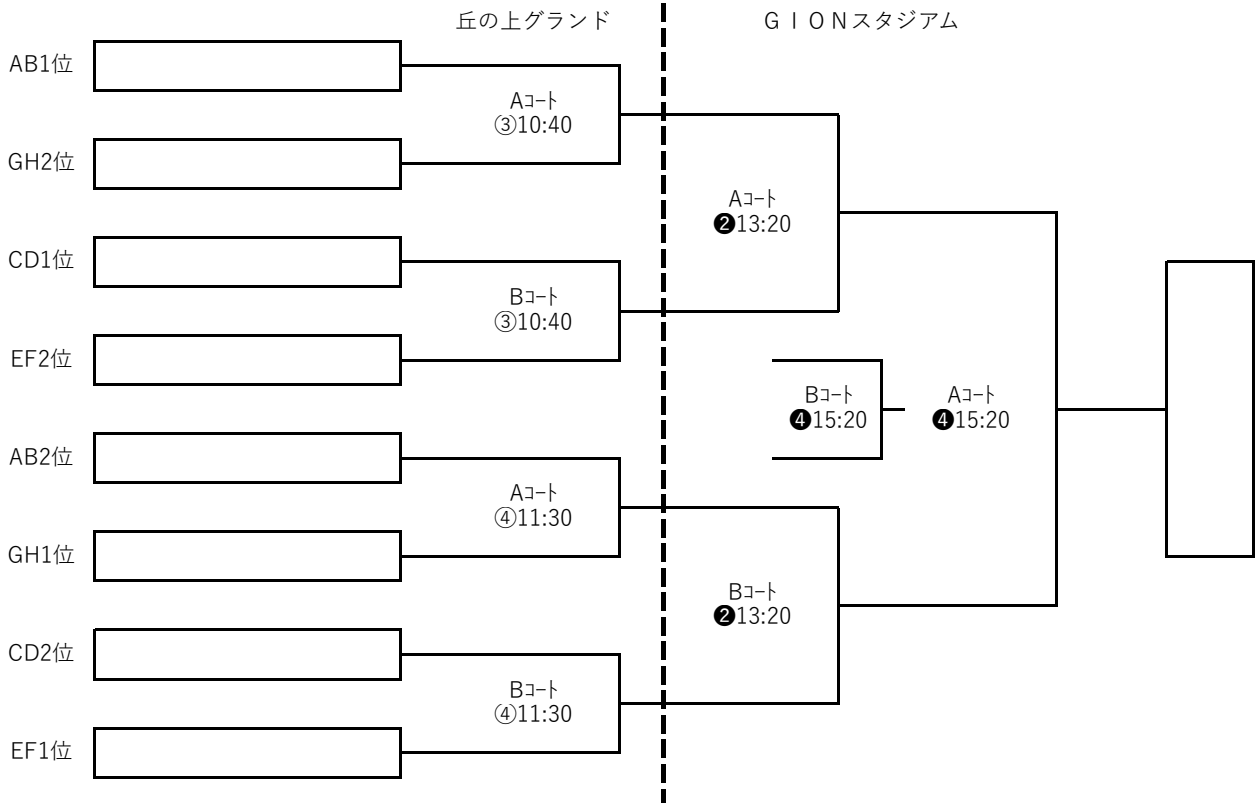 丘の上グランド
ＧＩＯＮスタジアム
AB1位
Aｺｰﾄ
③10:40
GH2位
Aｺｰﾄ
❷13:20
CD1位
Bｺｰﾄ
③10:40
EF2位
Bｺｰﾄ
❹15:20
Aｺｰﾄ
❹15:20
AB2位
Aｺｰﾄ
④11:30
GH1位
Bｺｰﾄ
❷13:20
CD2位
Bｺｰﾄ
④11:30
EF1位